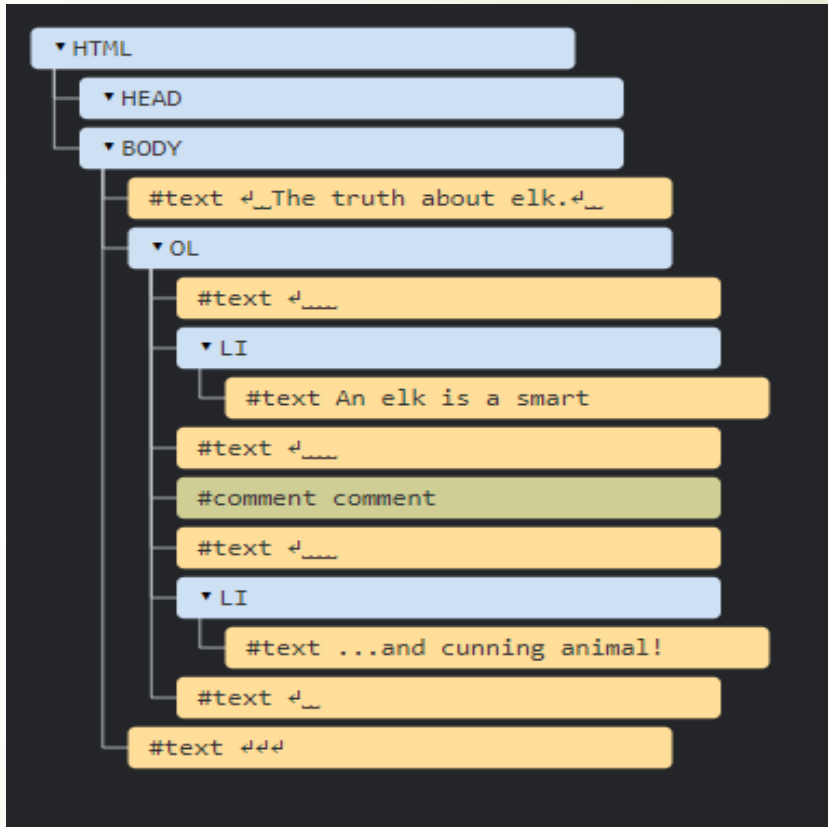 ▾ HTML
▾ HEAD
▾ BODY
#text ↵␣␣The truth about elk.↵␣␣
▾ OL
#text ↵␣␣␣␣
▾ LI
#text An elk is a smart
#text ↵␣␣␣␣
#comment comment
#text ↵␣␣␣␣
▾ LI
#text ...and cunning animal!
#text ↵␣␣
#text ↵↵↵